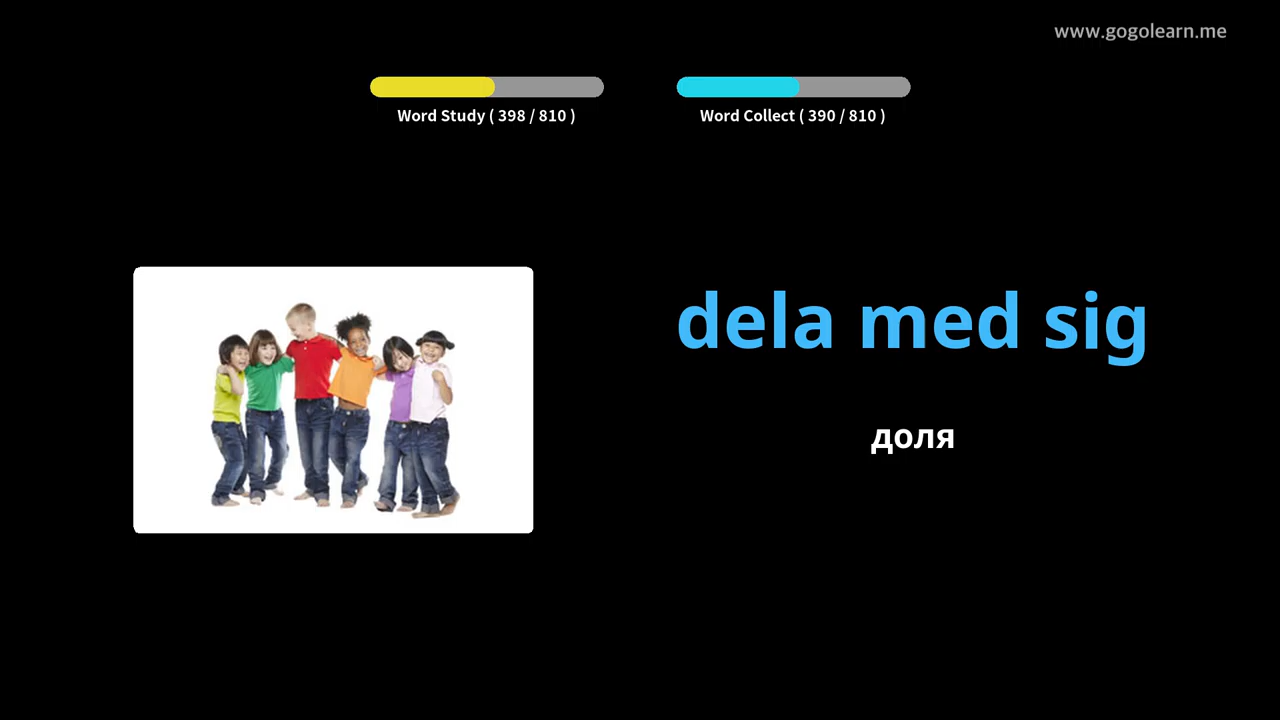 www.gogolearn.me
Word Study ( 398 / 810 )
Word Collect ( 390 / 810 )
dela med sig
доля